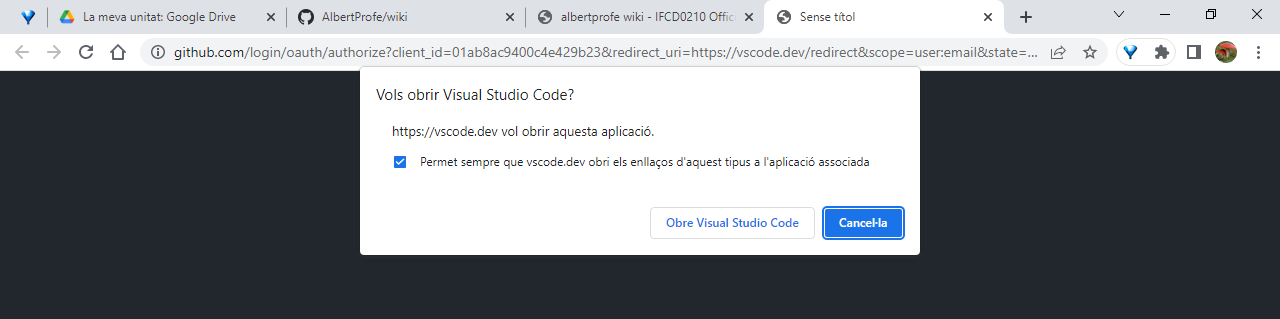 La meva unitat: Google Drive
AlbertProfe/wiki
albertprofe wiki - IFCD0210 Offici
Sense títol
github.com/login/oauth/authorize?client_id=01ab8ac9400c4e429b23&redirect_uri=https://vscode.dev/redirect&scope=user:email&state=...
Vols obrir Visual Studio Code?
https://vscode.dev vol obrir aquesta aplicació.
Permet sempre que vscode.dev obri els enllaços d'aquest tipus a l'aplicació associada
Obre Visual Studio Code
Cancel·la